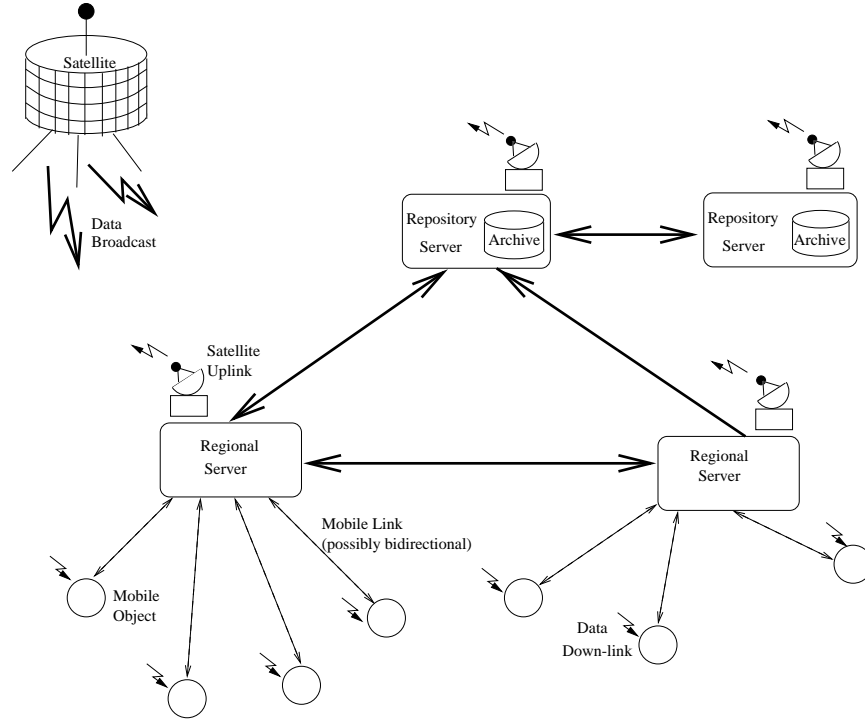 Satellite
Data
Broadcast
Repository
Server
Archive
Repository
Server
Archive
Satellite
Uplink
Regional
Server
Regional
Server
Mobile Link
(possibly bidirectional)
Mobile
Object
Data
Down-link